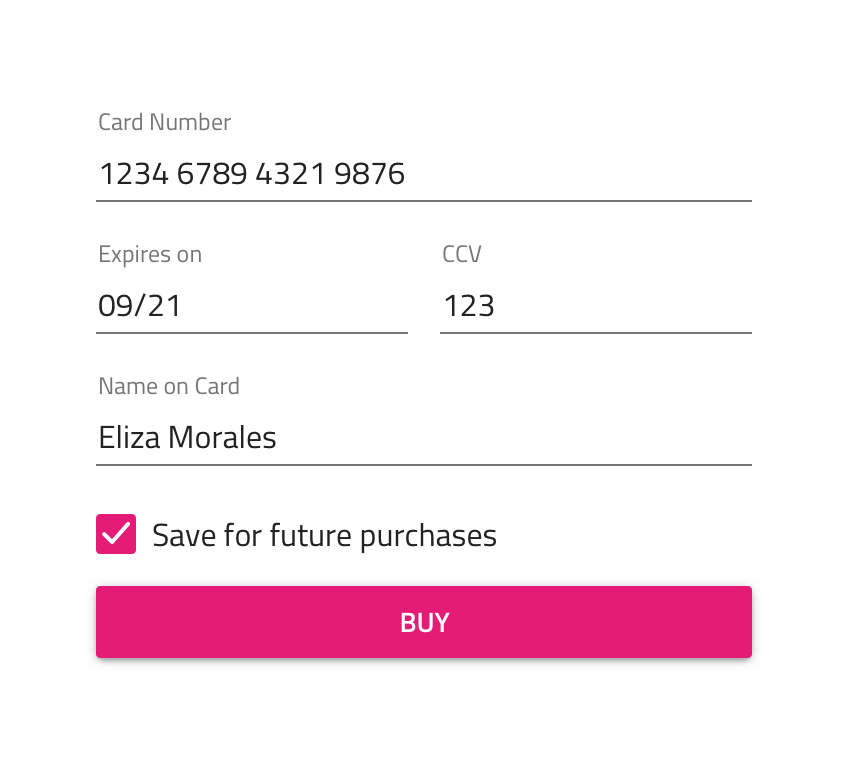 Card Number
1234 6789 4321 9876
Expires on
CCV
09/21
123
Name on Card
Eliza Morales
Save for future purchases
BUY